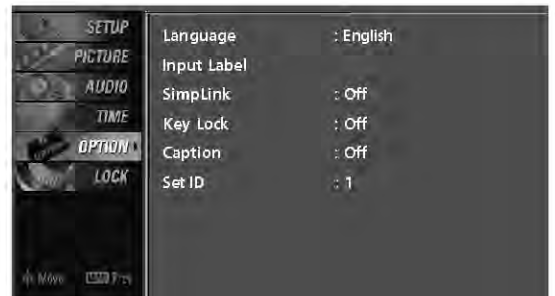 SETUP
PICTURE
AUDIO
TIME
OPTION
LOCK
Move Prev
Language : English
Input Label
SimpLink : Off
Key Lock : Off
Caption : Off
Set ID : 1